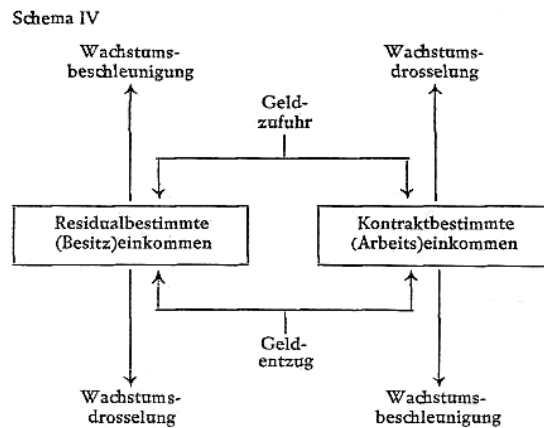 Schema IV
Wachstums-
beschleunigung
Wachstums-
drosselung
Geld-
zufuhr
Residualbestimmte
(Besitz)einkommen
Kontraktbestimmte
(Arbeits)einkommen
Geld-
entzug
Wachstums-
drosselung
Wachstums-
beschleunigung